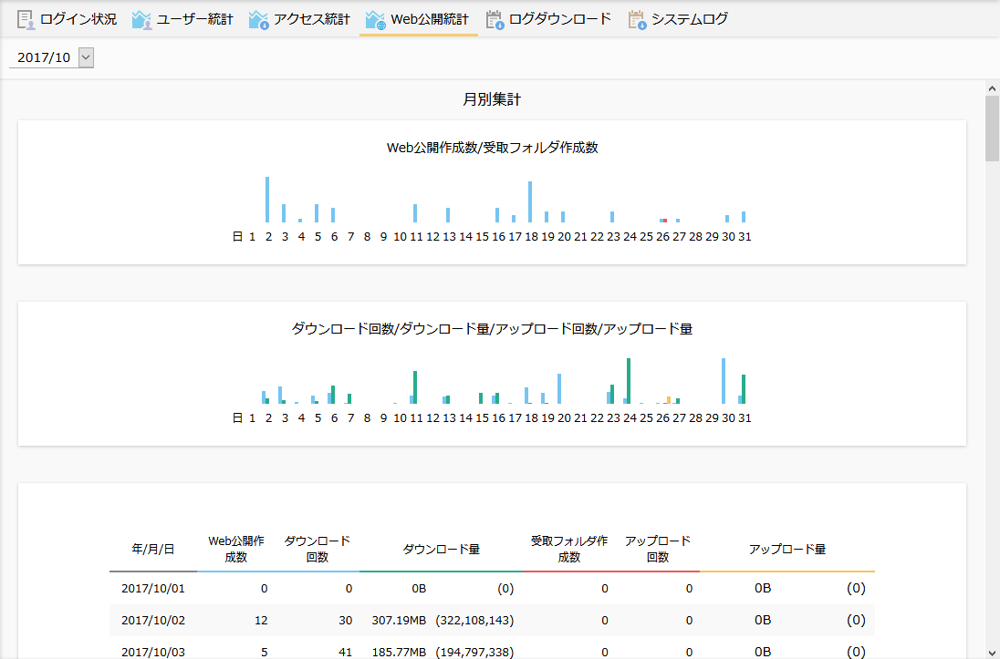 ログイン状況 ユーザー統計 アクセス統計 Web公開統計 ログダウンロード システムログ
2017/10
月別集計
Web公開作成数/受取フォルダ作成数
日 1 2 3 4 5 6 7 8 9 10 11 12 13 14 15 16 17 18 19 20 21 22 23 24 25 26 27 28 29 30 31
ダウンロード回数/ダウンロード量/アップロード回数/アップロード量
日 1 2 3 4 5 6 7 8 9 10 11 12 13 14 15 16 17 18 19 20 21 22 23 24 25 26 27 28 29 30 31
年/月/日 Web公開作成数 ダウンロード回数 ダウンロード量 受取フォルダ作成数 アップロード回数 アップロード量
2017/10/01 0 0 0B (0) 0 0 0B (0)
2017/10/02 12 30 307.19MB (322,108,143) 0 0 0B (0)
2017/10/03 5 41 185.77MB (194,797,338) 0 0 0B (0)